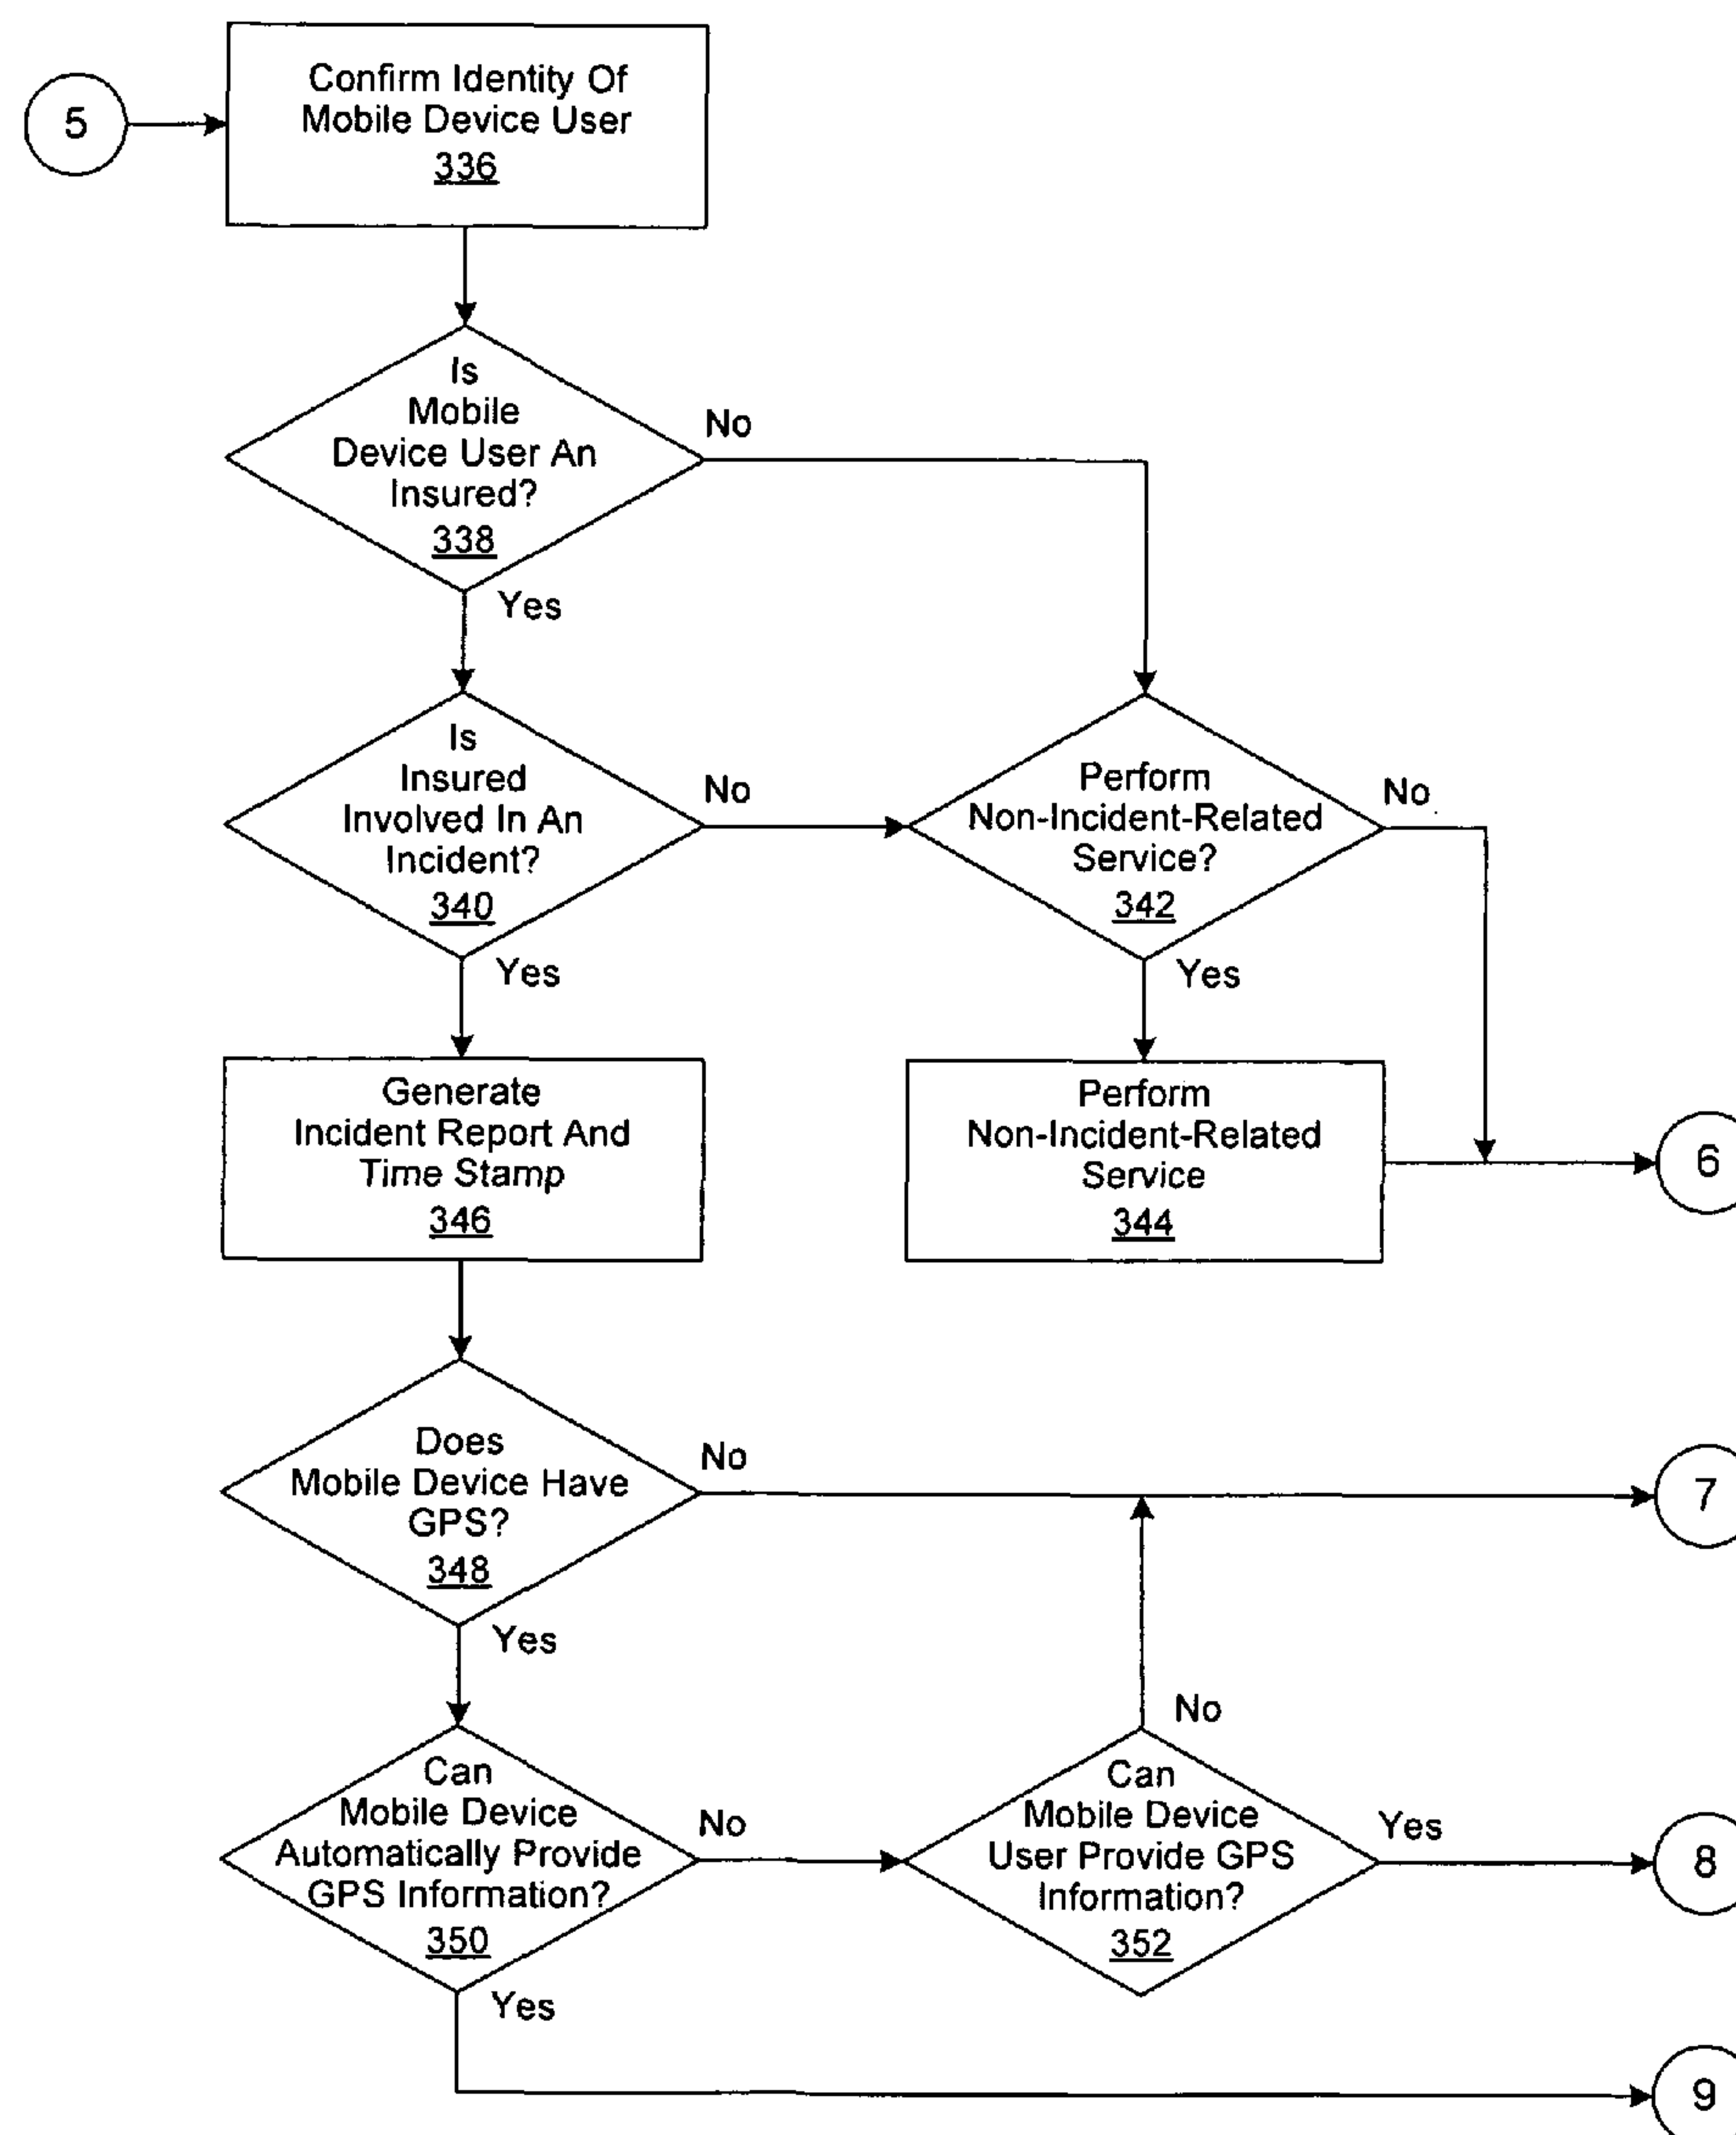 5
Confirm Identity Of
Mobile Device User
336
Is
Mobile
Device User An
Insured?
338
No
Yes
Is
Insured
Involved In An
Incident?
340
No
Yes
Perform
Non-Incident-Related
Service?
342
No
Yes
Generate
Incident Report And
Time Stamp
346
Perform
Non-Incident-Related
Service
344
6
Does
Mobile Device Have
GPS?
348
No
Yes
7
Can
Mobile Device
Automatically Provide
GPS Information?
350
No
Yes
Can
Mobile Device
User Provide GPS
Information?
352
No
Yes
8
9